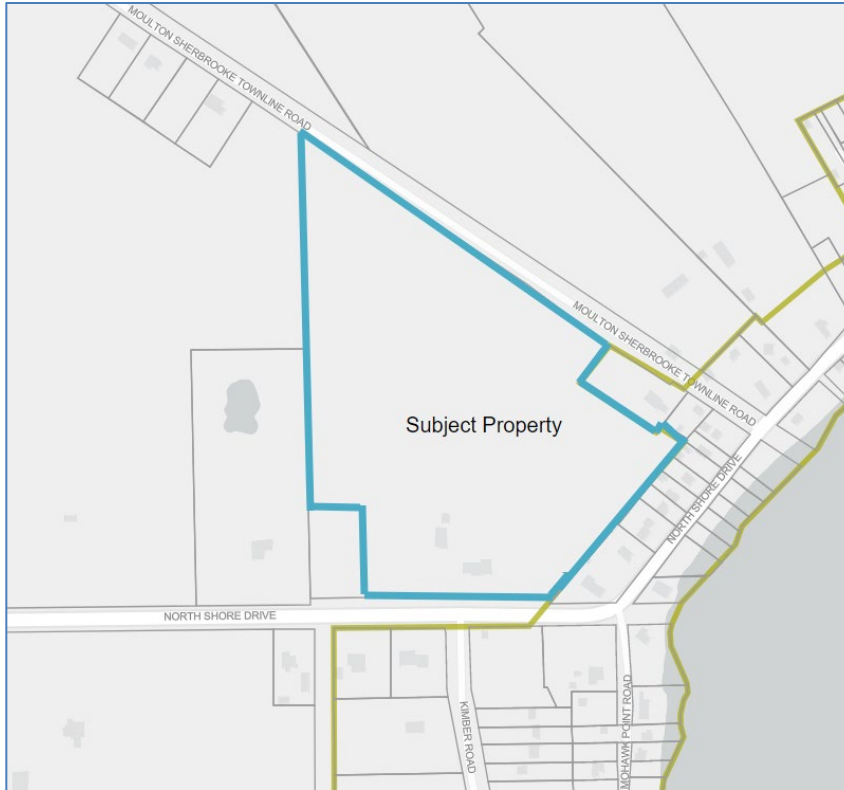 MOULTON SHERBROOKE TOWNLINE ROAD
MOULTON SHERBROOKE TOWNLINE ROAD
Subject Property
NORTH SHORE DRIVE
NORTH SHORE DRIVE
KIMBER ROAD
MOHAWK POINT ROAD